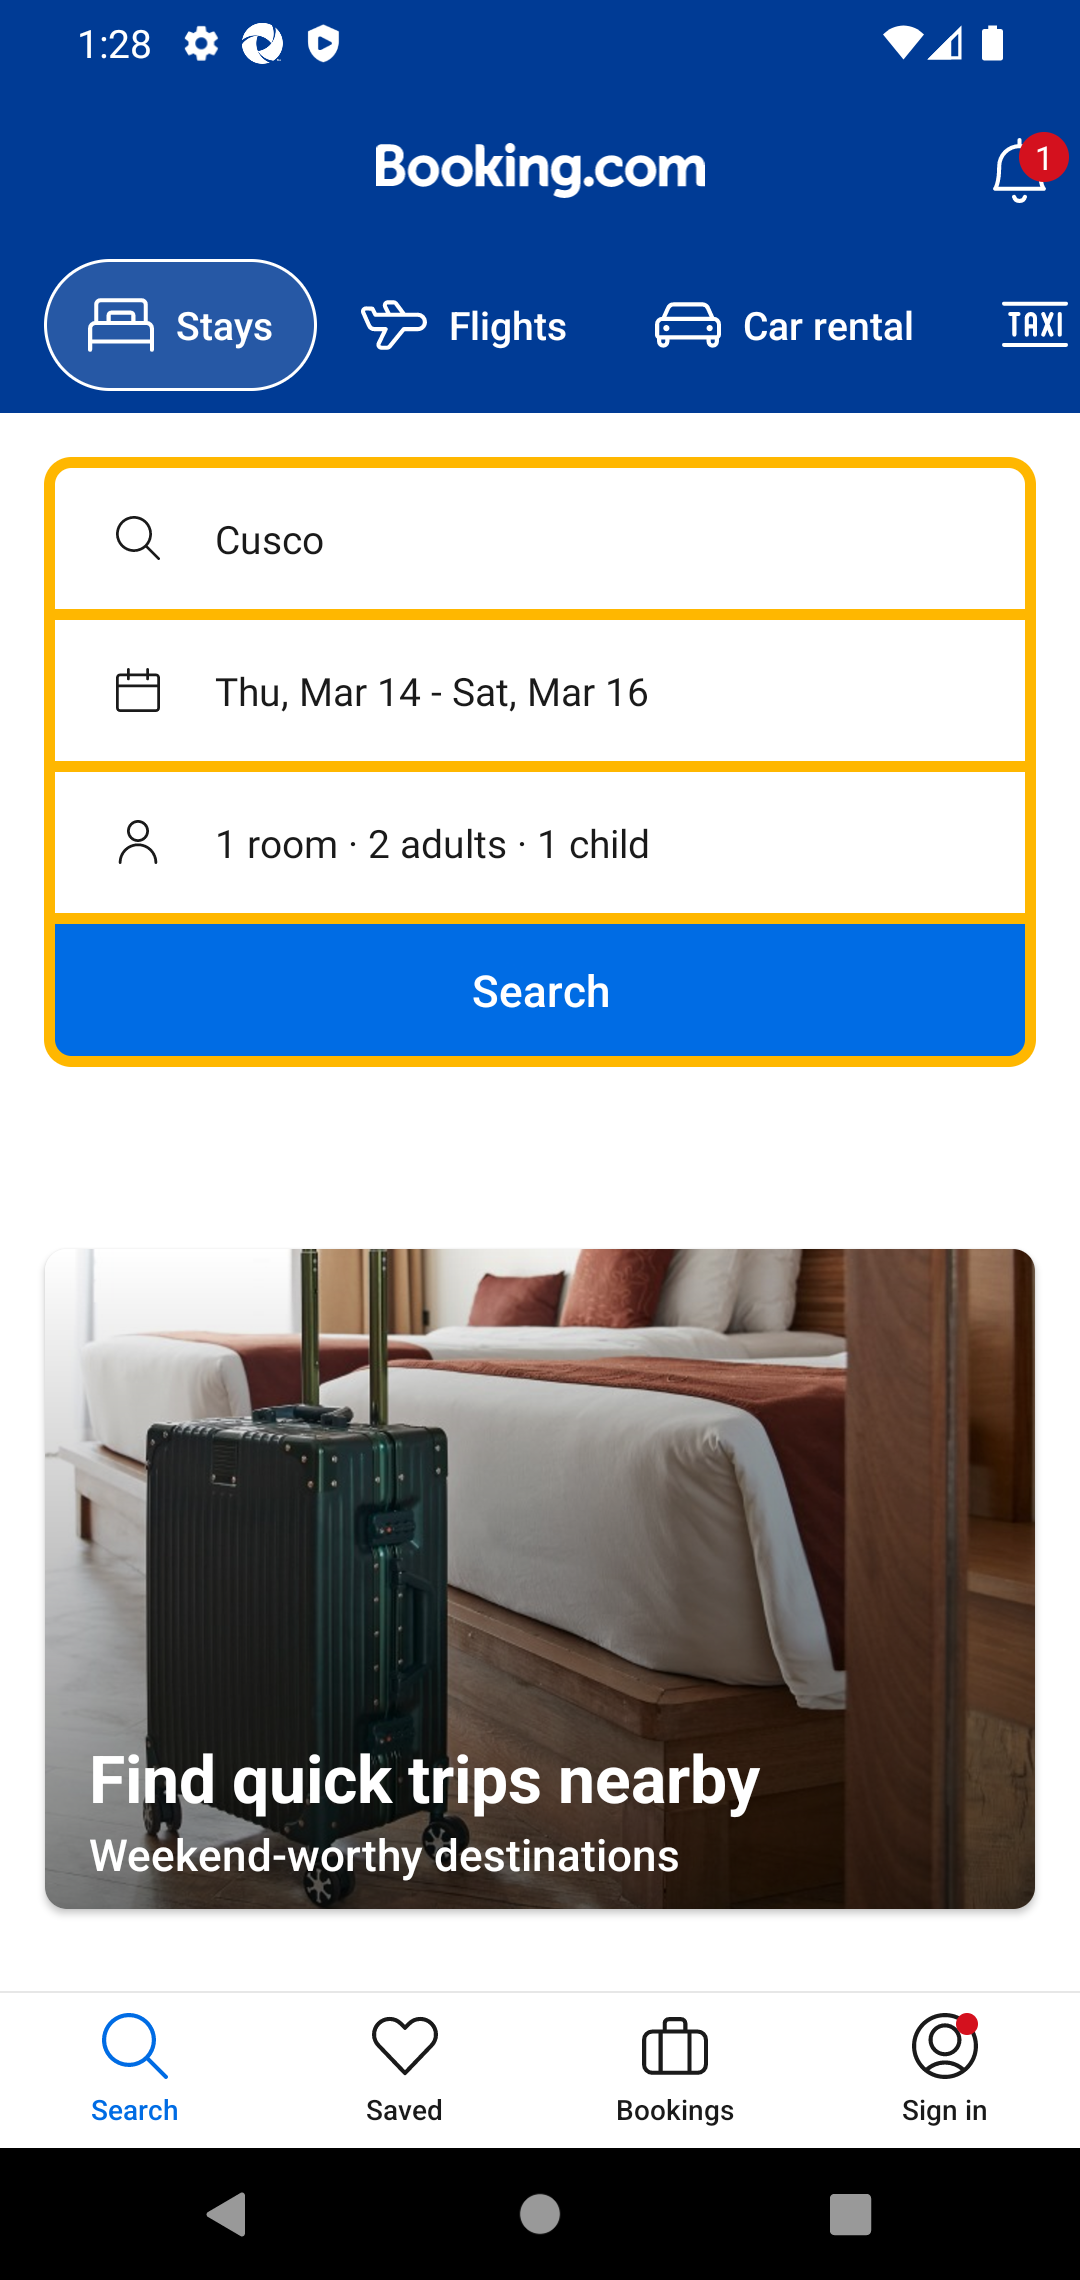 1:28
Booking.com
1
Stays
Flights
Car rental
TAXI
Cusco
Thu, Mar 14 - Sat, Mar 16
1 room · 2 adults · 1 child
Search
Find quick trips nearby
Weekend-worthy destinations
Search
Saved
Bookings
Sign in